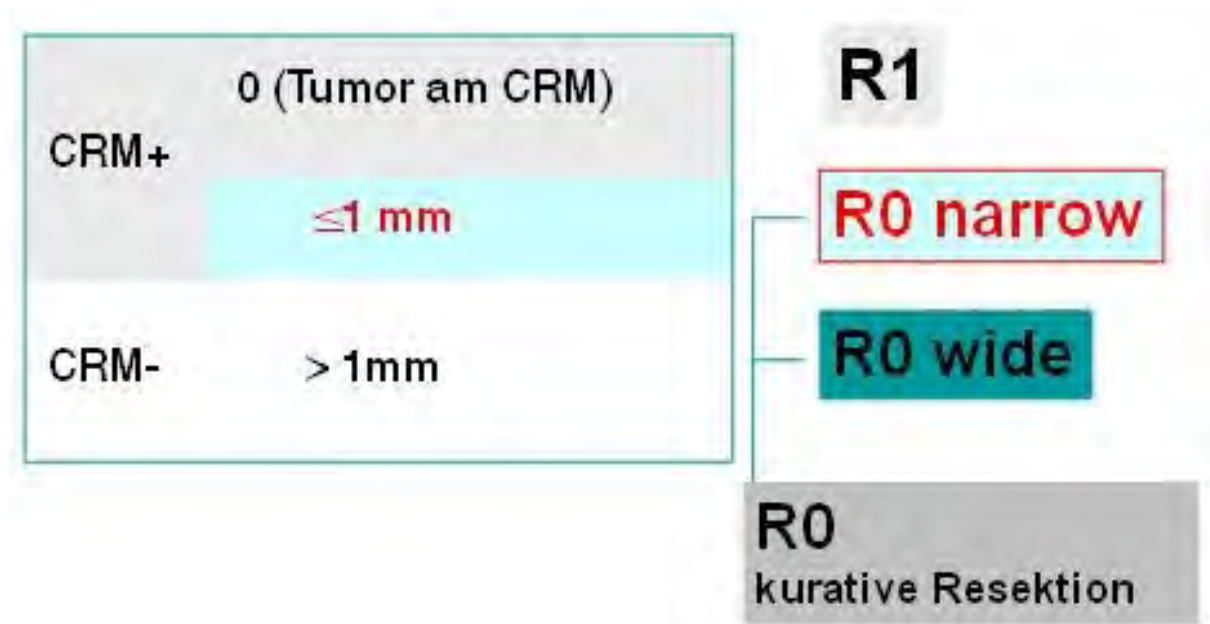 0 (Tumor am CRM)
R1
CRM+
≤1 mm
R0 narrow
CRM-
> 1mm
R0 wide
R0
kurative Resektion